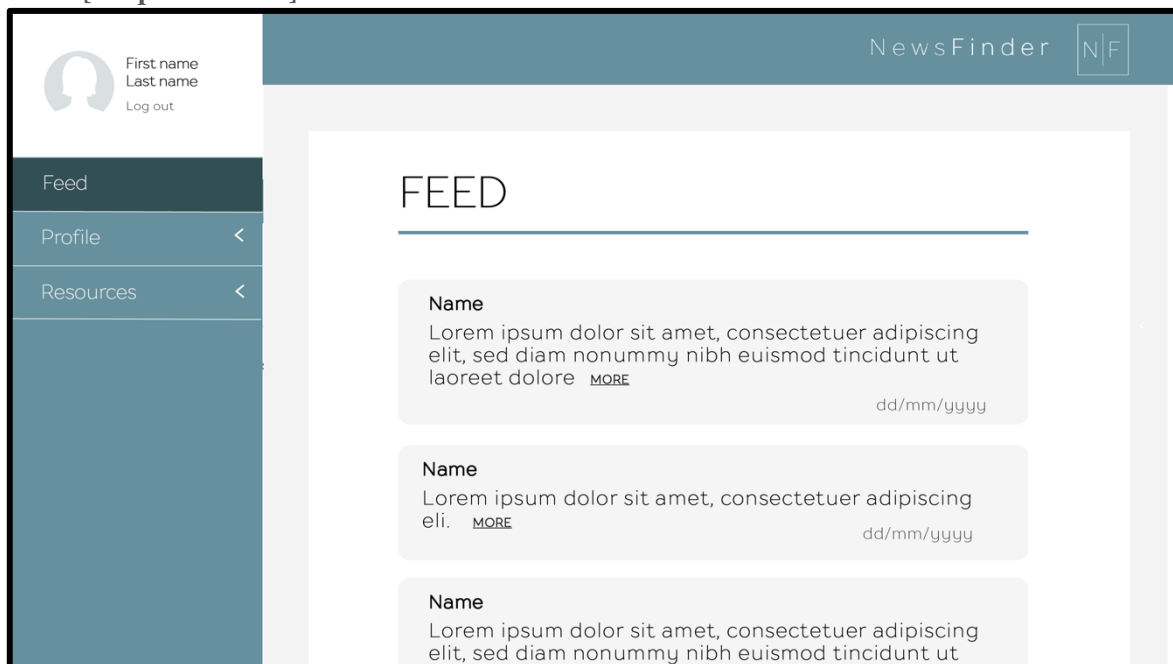 First name
Last name
Log out
NewsFinder
N|F
Feed
Profile <
Resources <
FEED
Name
Lorem ipsum dolor sit amet, consectetuer adipiscing
elit, sed diam nonummy nibh euismod tincidunt ut
laoreet dolore MORE
dd/mm/yyyy
Name
Lorem ipsum dolor sit amet, consectetuer adipiscing
eli. MORE
dd/mm/yyyy
Name
Lorem ipsum dolor sit amet, consectetuer adipiscing
elit, sed diam nonummy nibh euismod tincidunt ut